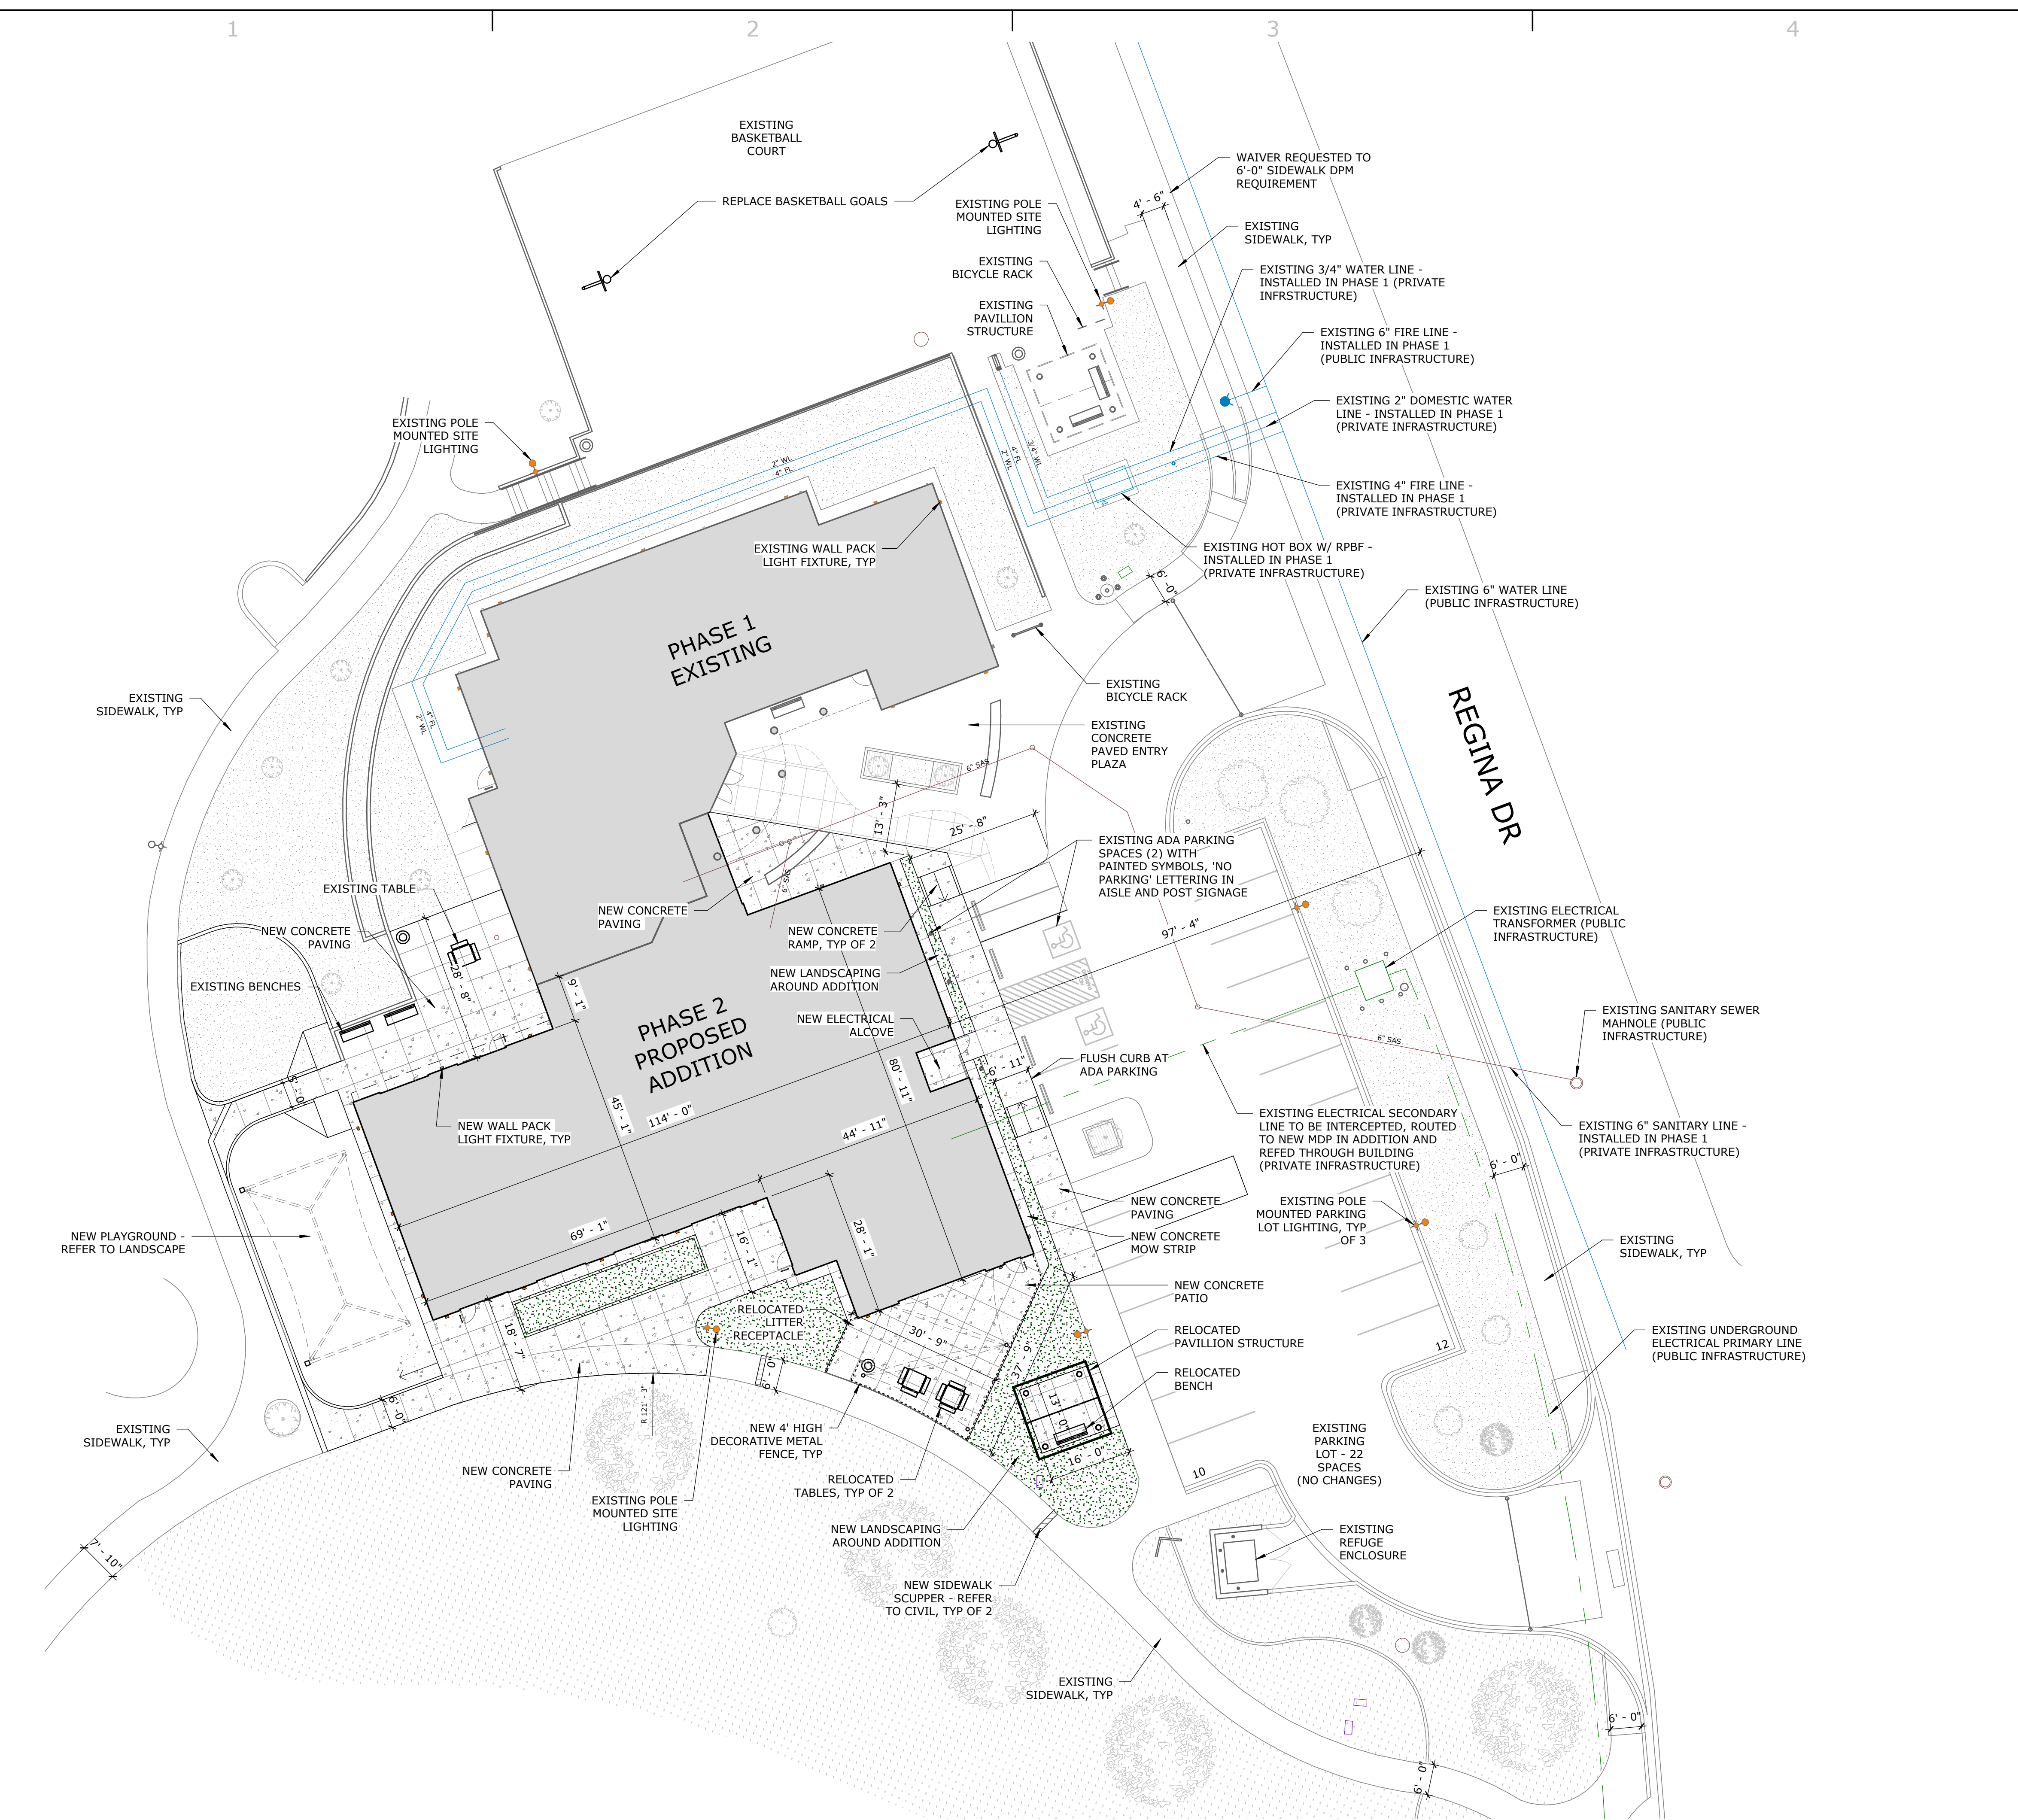 1
2
3
4
EXISTING
BASKETBALL
COURT
REPLACE BASKETBALL GOALS
WAIVER REQUESTED TO
6'-0" SIDEWALK DPM
REQUIREMENT
4' - 6"
EXISTING POLE
MOUNTED SITE
LIGHTING
EXISTING
SIDEWALK, TYP
EXISTING
BICYCLE RACK
EXISTING 3/4" WATER LINE -
INSTALLED IN PHASE 1 (PRIVATE
INFRSTRUCTURE)
EXISTING
PAVILLION
STRUCTURE
EXISTING 6" FIRE LINE -
INSTALLED IN PHASE 1
(PUBLIC INFRASTRUCTURE)
EXISTING 2" DOMESTIC WATER
LINE - INSTALLED IN PHASE 1
(PRIVATE INFRASTRUCTURE)
EXISTING POLE
MOUNTED SITE
LIGHTING
2" WL
4" FL
3/4" WL
4" FL
2" WL
EXISTING 4" FIRE LINE -
INSTALLED IN PHASE 1
(PRIVATE INFRASTRUCTURE)
EXISTING WALL PACK
LIGHT FIXTURE, TYP
EXISTING HOT BOX W/ RPBF -
INSTALLED IN PHASE 1
(PRIVATE INFRASTRUCTURE)
6' -0"
EXISTING 6" WATER LINE
(PUBLIC INFRASTRUCTURE)
PHASE 1
EXISTING
EXISTING
SIDEWALK, TYP
4" FL
2" WL
EXISTING
BICYCLE RACK
REGINA DR
EXISTING
CONCRETE
PAVED ENTRY
PLAZA
6" SAS
13' - 3"
25' - 8"
EXISTING ADA PARKING
SPACES (2) WITH
PAINTED SYMBOLS, 'NO
PARKING' LETTERING IN
AISLE AND POST SIGNAGE
6" SAS
EXISTING TABLE
NEW CONCRETE
PAVING
NEW CONCRETE
PAVING
NEW CONCRETE
RAMP, TYP OF 2
97' - 4"
EXISTING ELECTRICAL
TRANSFORMER (PUBLIC
INFRASTRUCTURE)
28' - 8"
NEW LANDSCAPING
AROUND ADDITION
EXISTING BENCHES
9' - 1"
PHASE 2
PROPOSED
ADDITION
NEW ELECTRICAL
ALCOVE
EXISTING SANITARY SEWER
MAHNOLE (PUBLIC
INFRASTRUCTURE)
6" SAS
80' - 11"
6' - 11"
FLUSH CURB AT
ADA PARKING
5' - 0"
45' - 1"
114' - 0"
44' - 11"
NEW WALL PACK
LIGHT FIXTURE, TYP
EXISTING ELECTRICAL SECONDARY
LINE TO BE INTERCEPTED, ROUTED
TO NEW MDP IN ADDITION AND
REFED THROUGH BUILDING
(PRIVATE INFRASTRUCTURE)
EXISTING 6" SANITARY LINE -
INSTALLED IN PHASE 1
(PRIVATE INFRASTRUCTURE)
6' - 0"
NEW CONCRETE
PAVING
EXISTING POLE
MOUNTED PARKING
LOT LIGHTING, TYP
OF 3
NEW PLAYGROUND -
REFER TO LANDSCAPE
69' - 1"
16' - 1"
28' - 1"
NEW CONCRETE
MOW STRIP
EXISTING
SIDEWALK, TYP
NEW CONCRETE
PATIO
RELOCATED
LITTER
RECEPTACLE
18' - 7"
30' - 9"
37' - 9"
RELOCATED
PAVILLION STRUCTURE
12
EXISTING UNDERGROUND
ELECTRICAL PRIMARY LINE
(PUBLIC INFRASTRUCTURE)
6' - 0"
RELOCATED
BENCH
6' - 0"
R 121' - 3"
13' - 0"
EXISTING
SIDEWALK, TYP
NEW 4' HIGH
DECORATIVE METAL
FENCE, TYP
EXISTING
PARKING
LOT - 22
SPACES
(NO CHANGES)
16' - 0"
NEW CONCRETE
PAVING
10
RELOCATED
TABLES, TYP OF 2
EXISTING POLE
MOUNTED SITE
LIGHTING
NEW LANDSCAPING
AROUND ADDITION
EXISTING
REFUGE
ENCLOSURE
7' - 10"
NEW SIDEWALK
SCUPPER - REFER
TO CIVIL, TYP OF 2
EXISTING
SIDEWALK, TYP
6' - 0"
6' - 0"